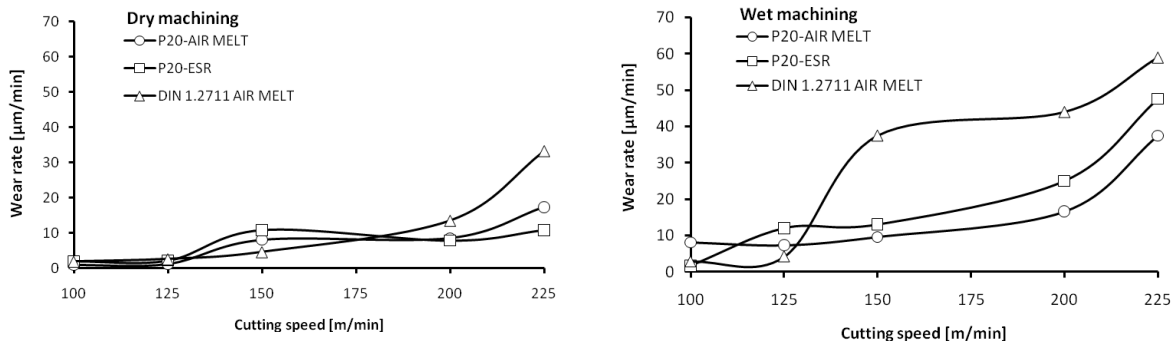 Dry machining
P20-AIR MELT
P20-ESR
DIN 1.2711 AIR MELT
Wear rate [µm/min]
70
60
50
40
30
20
10
0
100 125 150 175 200 225
Cutting speed [m/min]
Wet machining
P20-AIR MELT
P20-ESR
DIN 1.2711 AIR MELT
Wear rate [µm/min]
70
60
50
40
30
20
10
0
100 125 150 175 200 225
Cutting speed [m/min]